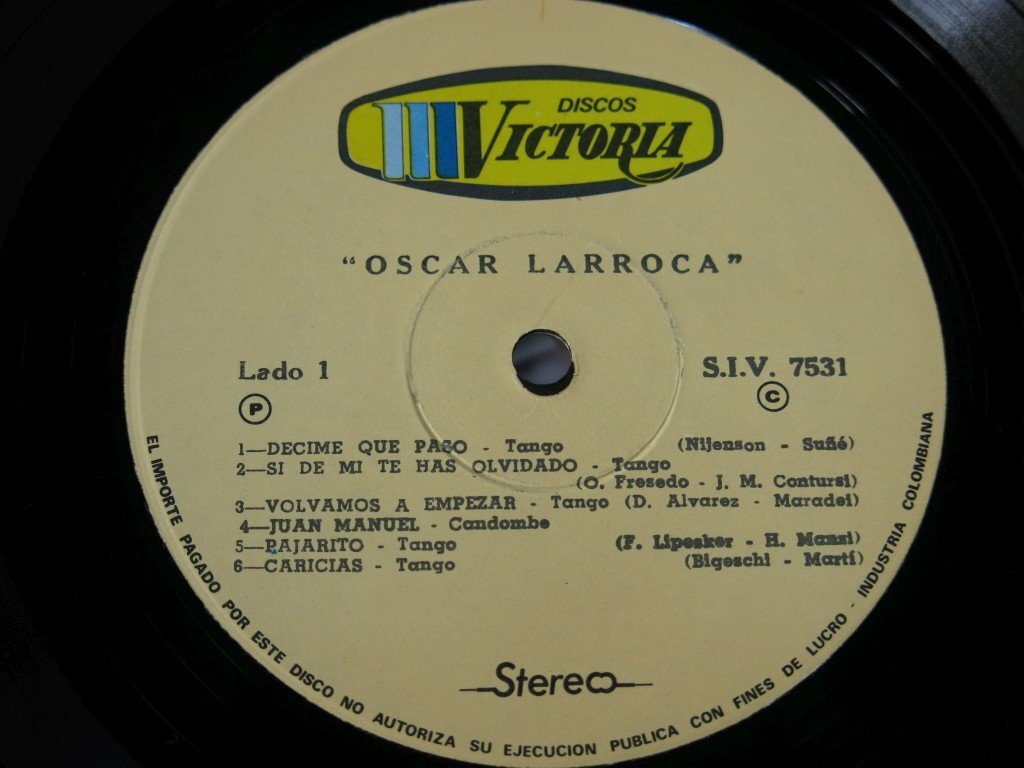 DISCOS
VICTORIA
"OSCAR LARROCA"
Lado 1
S.I.V. 7531
P
C
1—DECIME QUE PASO - Tango (Nijenson - Suñé)
2—SI DE MI TE HAS OLVIDADO - Tango
(O. Fresedo - J. M. Contursi)
3—VOLVAMOS A EMPEZAR - Tango (D. Alvarez - Maradei)
4—JUAN MANUEL - Candombe
5—PAJARITO - Tango (F. Lipesker - H. Manzi)
6—CARICIAS - Tango (Bigeschi - Martí)
Stereo
EL IMPORTE PAGADO POR ESTE DISCO NO AUTORIZA SU EJECUCION PUBLICA CON FINES DE LUCRO - INDUSTRIA COLOMBIANA